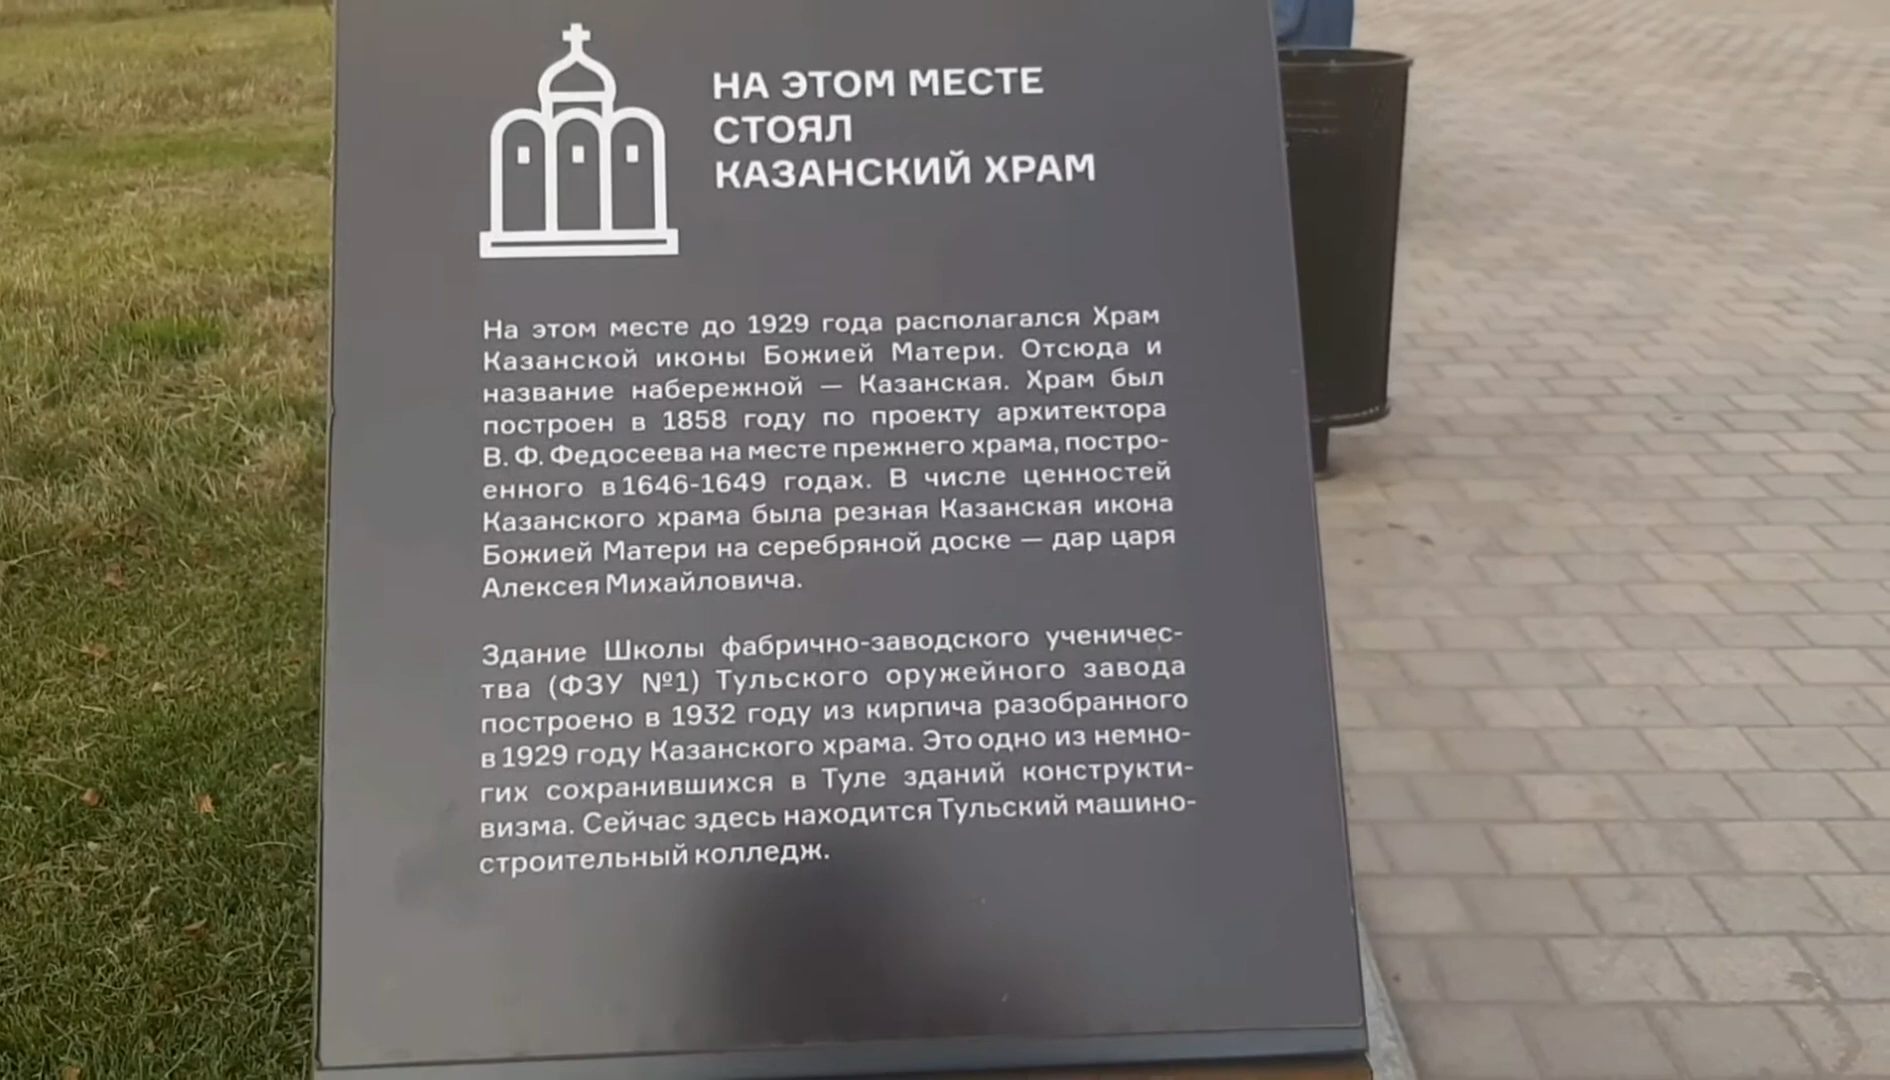 НА ЭТОМ МЕСТЕ
СТОЯЛ
КАЗАНСКИЙ ХРАМ
На этом месте до 1929 года располагался Храм
Казанской иконы Божией Матери. Отсюда и
название набережной — Казанская. Храм был
построен в 1858 году по проекту архитектора
В. Ф. Федосеева на месте прежнего храма, постро-
енного в 1646-1649 годах. В числе ценностей
Казанского храма была резная Казанская икона
Божией Матери на серебряной доске — дар царя
Алексея Михайловича.
Здание Школы фабрично-заводского ученичес-
тва (ФЗУ №1) Тульского оружейного завода
построено в 1932 году из кирпича разобранного
в 1929 году Казанского храма. Это одно из немно-
гих сохранившихся в Туле зданий конструкти-
визма. Сейчас здесь находится Тульский машино-
строительный колледж.